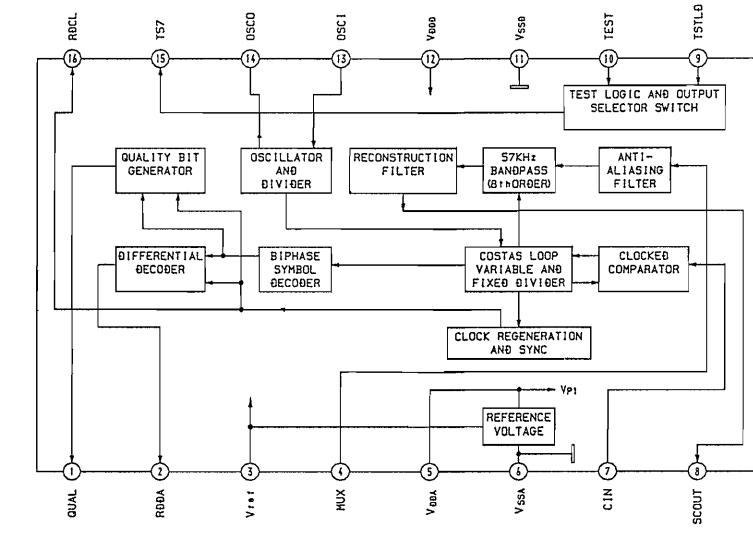 RDCL
T57
OSCO
OSCI
VDDD
VSSD
TEST
TSTLD
16
15
14
13
12
11
10
9
TEST LOGIC AND OUTPUT
SELECTOR SWITCH
QUALITY BIT
GENERATOR
OSCILLATOR
AND
DIVIDER
RECONSTRUCTION
FILTER
57KHz
BANDPASS
(8thORDER)
ANTI-
ALIASING
FILTER
DIFFERENTIAL
DECODER
BIPHASE
SYMBOL
DECODER
COSTAS LOOP
VARIABLE AND
FIXED DIVIDER
CLOCKED
COMPARATOR
CLOCK REGENERATION
AND SYNC
VP1
REFERENCE
VOLTAGE
1
2
3
4
5
6
7
8
QUAL
RDDA
Vref
MUX
VDDA
VSSA
CIN
SCOUT